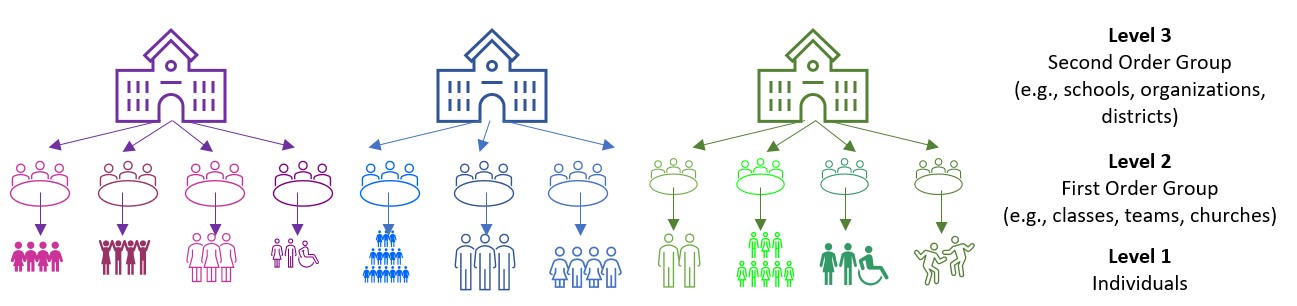 Level 3
Second Order Group
(e.g., schools, organizations,
districts)
Level 2
First Order Group
(e.g., classes, teams, churches)
Level 1
Individuals